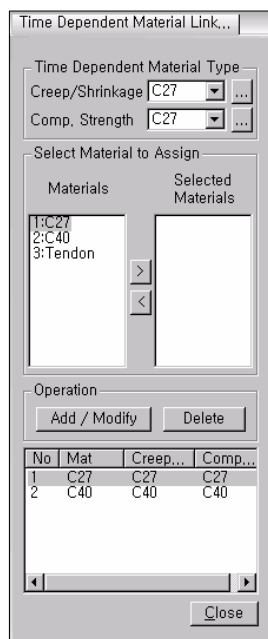 Time Dependent Material Link...
Time Dependent Material Type
Creep/Shrinkage C27 ...
Comp. Strength C27 ...
Select Material to Assign
Materials
Selected
Materials
1:C27
2:C40
3:Tendon
>
<
Operation
Add / Modify Delete
No Mat Creep... Comp...
1 C27 C27 C27
2 C40 C40 C40
Close